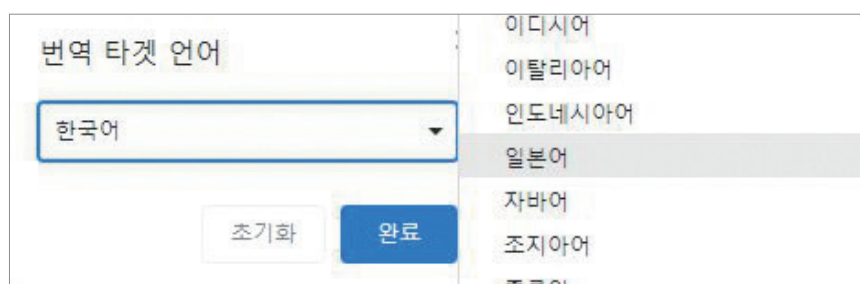 번역 타겟 언어
한국어
초기화
완료
이디시어
이탈리아어
인도네시아어
일본어
자바어
조지아어